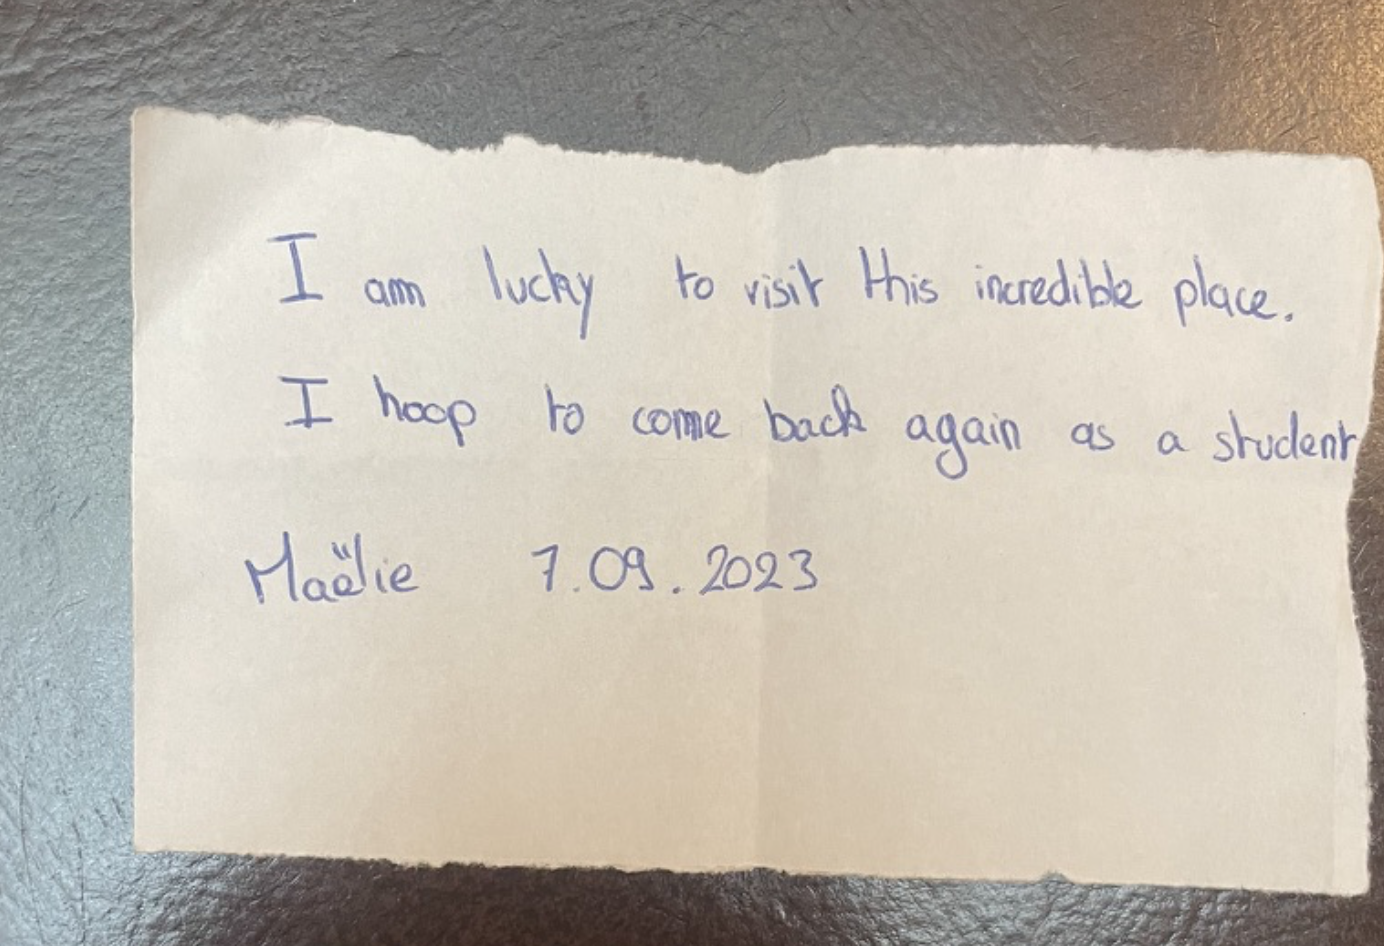 I am lucky to visit this incredible place.
I hoop to come back again as a student
Maëlie 7.09.2023